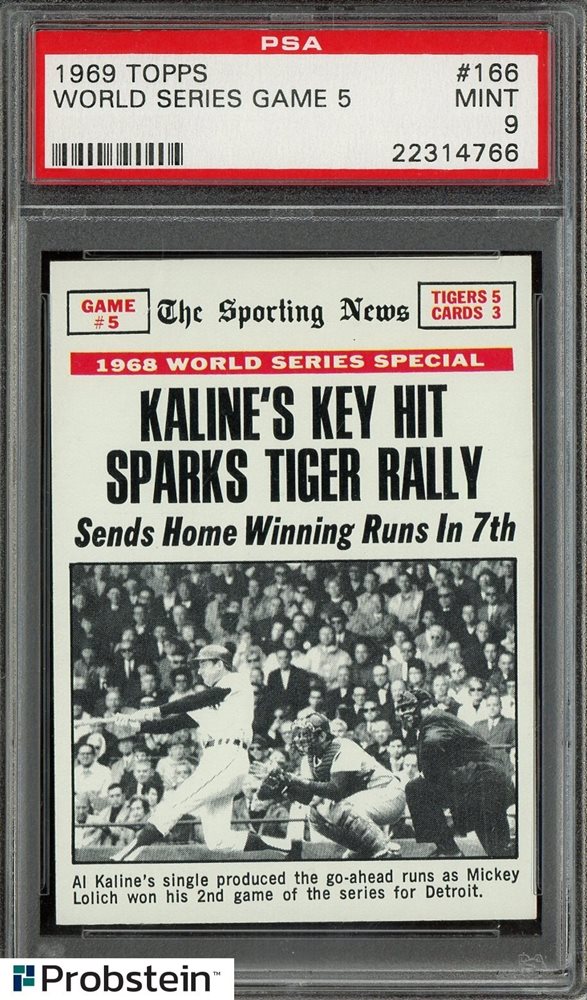 PSA
1969 TOPPS #166
WORLD SERIES GAME 5 MINT
9
22314766
GAME #5
The Sporting News
TIGERS 5
CARDS 3
1968 WORLD SERIES SPECIAL
KALINE'S KEY HIT
SPARKS TIGER RALLY
Sends Home Winning Runs In 7th
Al Kaline's single produced the go-ahead runs as Mickey
Lolich won his 2nd game of the series for Detroit.
Probstein™